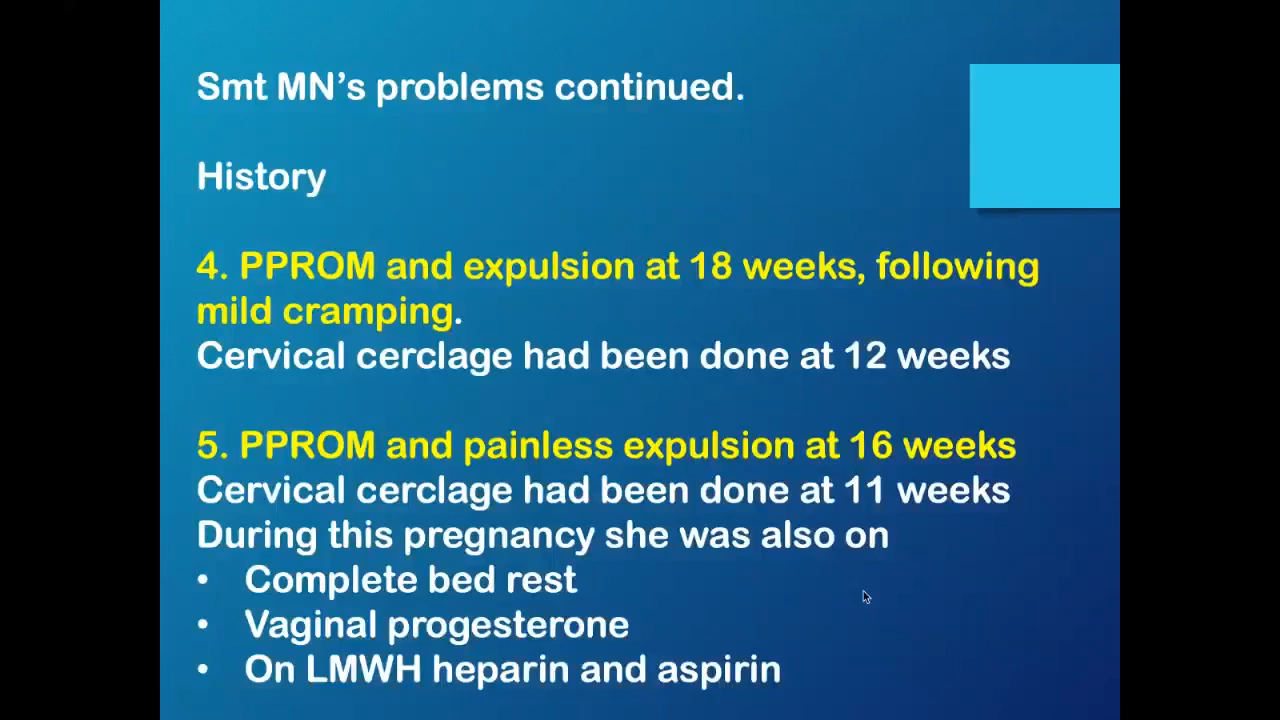 Smt MN’s problems continued.
History
4. PPROM and expulsion at 18 weeks, following
mild cramping.
Cervical cerclage had been done at 12 weeks
5. PPROM and painless expulsion at 16 weeks
Cervical cerclage had been done at 11 weeks
During this pregnancy she was also on
• Complete bed rest
• Vaginal progesterone
• On LMWH heparin and aspirin